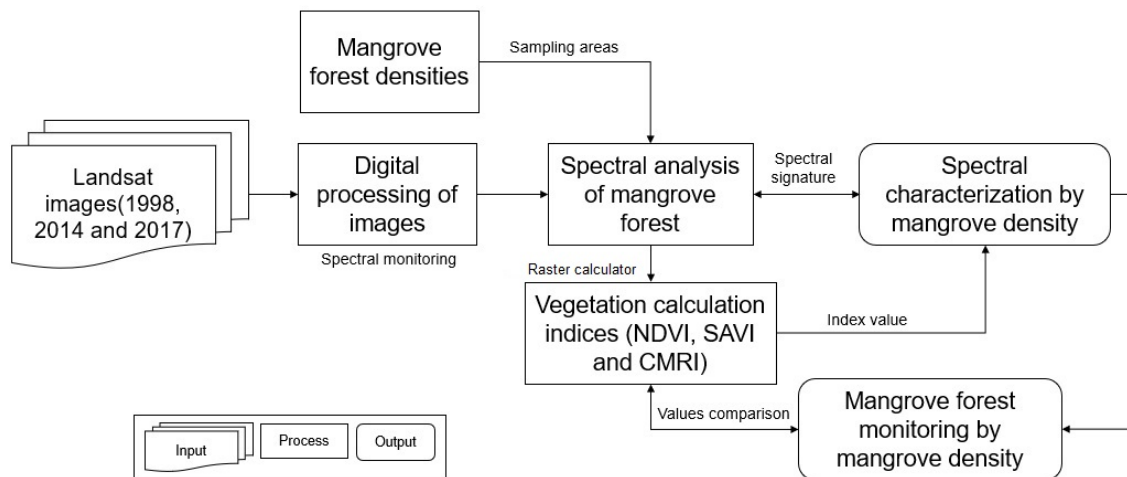 Mangrove
forest densities
Sampling areas
Landsat
images(1998,
2014 and 2017)
Digital
processing of
images
Spectral monitoring
Spectral analysis
of mangrove
forest
Spectral
signature
Spectral
characterization by
mangrove density
Raster calculator
Vegetation calculation
indices (NDVI, SAVI
and CMRI)
Index value
Values comparison
Mangrove forest
monitoring by
mangrove density
Input
Process
Output